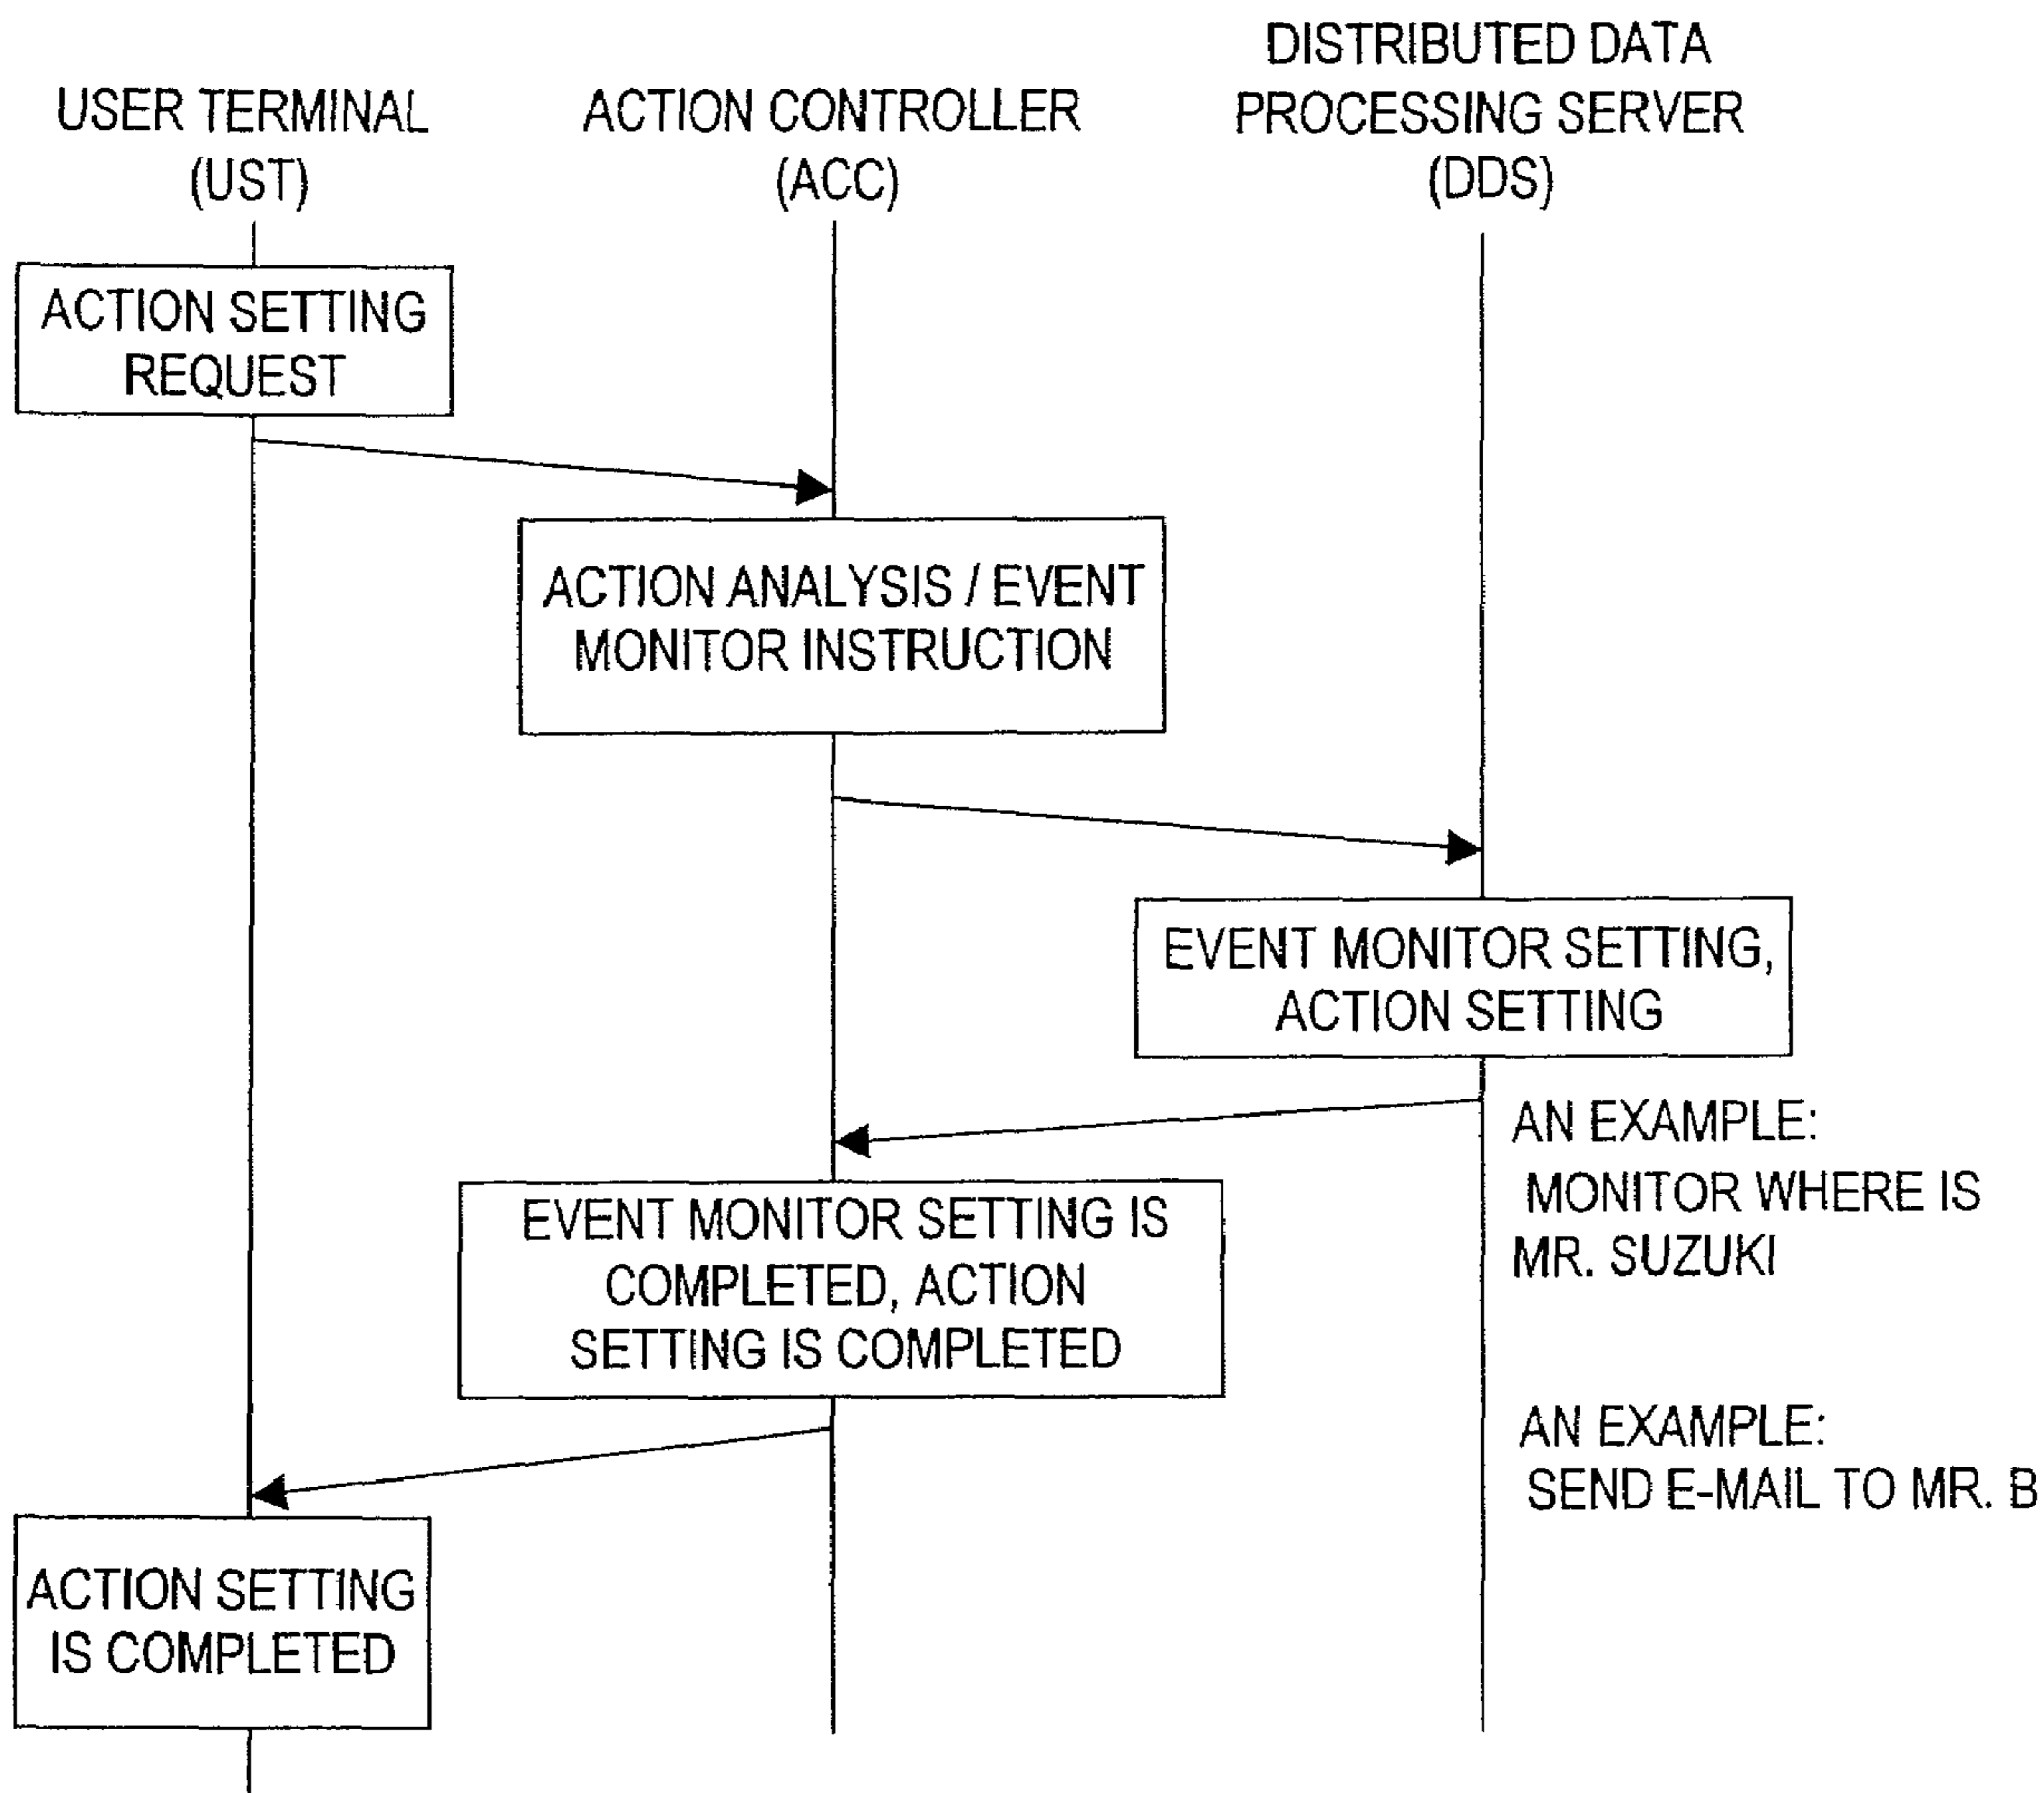 USER TERMINAL
(UST)
ACTION CONTROLLER
(ACC)
DISTRIBUTED DATA
PROCESSING SERVER
(DDS)
ACTION SETTING
REQUEST
ACTION ANALYSIS / EVENT
MONITOR INSTRUCTION
EVENT MONITOR SETTING,
ACTION SETTING
AN EXAMPLE:
MONITOR WHERE IS
MR. SUZUKI
EVENT MONITOR SETTING IS
COMPLETED, ACTION
SETTING IS COMPLETED
AN EXAMPLE:
SEND E-MAIL TO MR. B
ACTION SETTING
IS COMPLETED